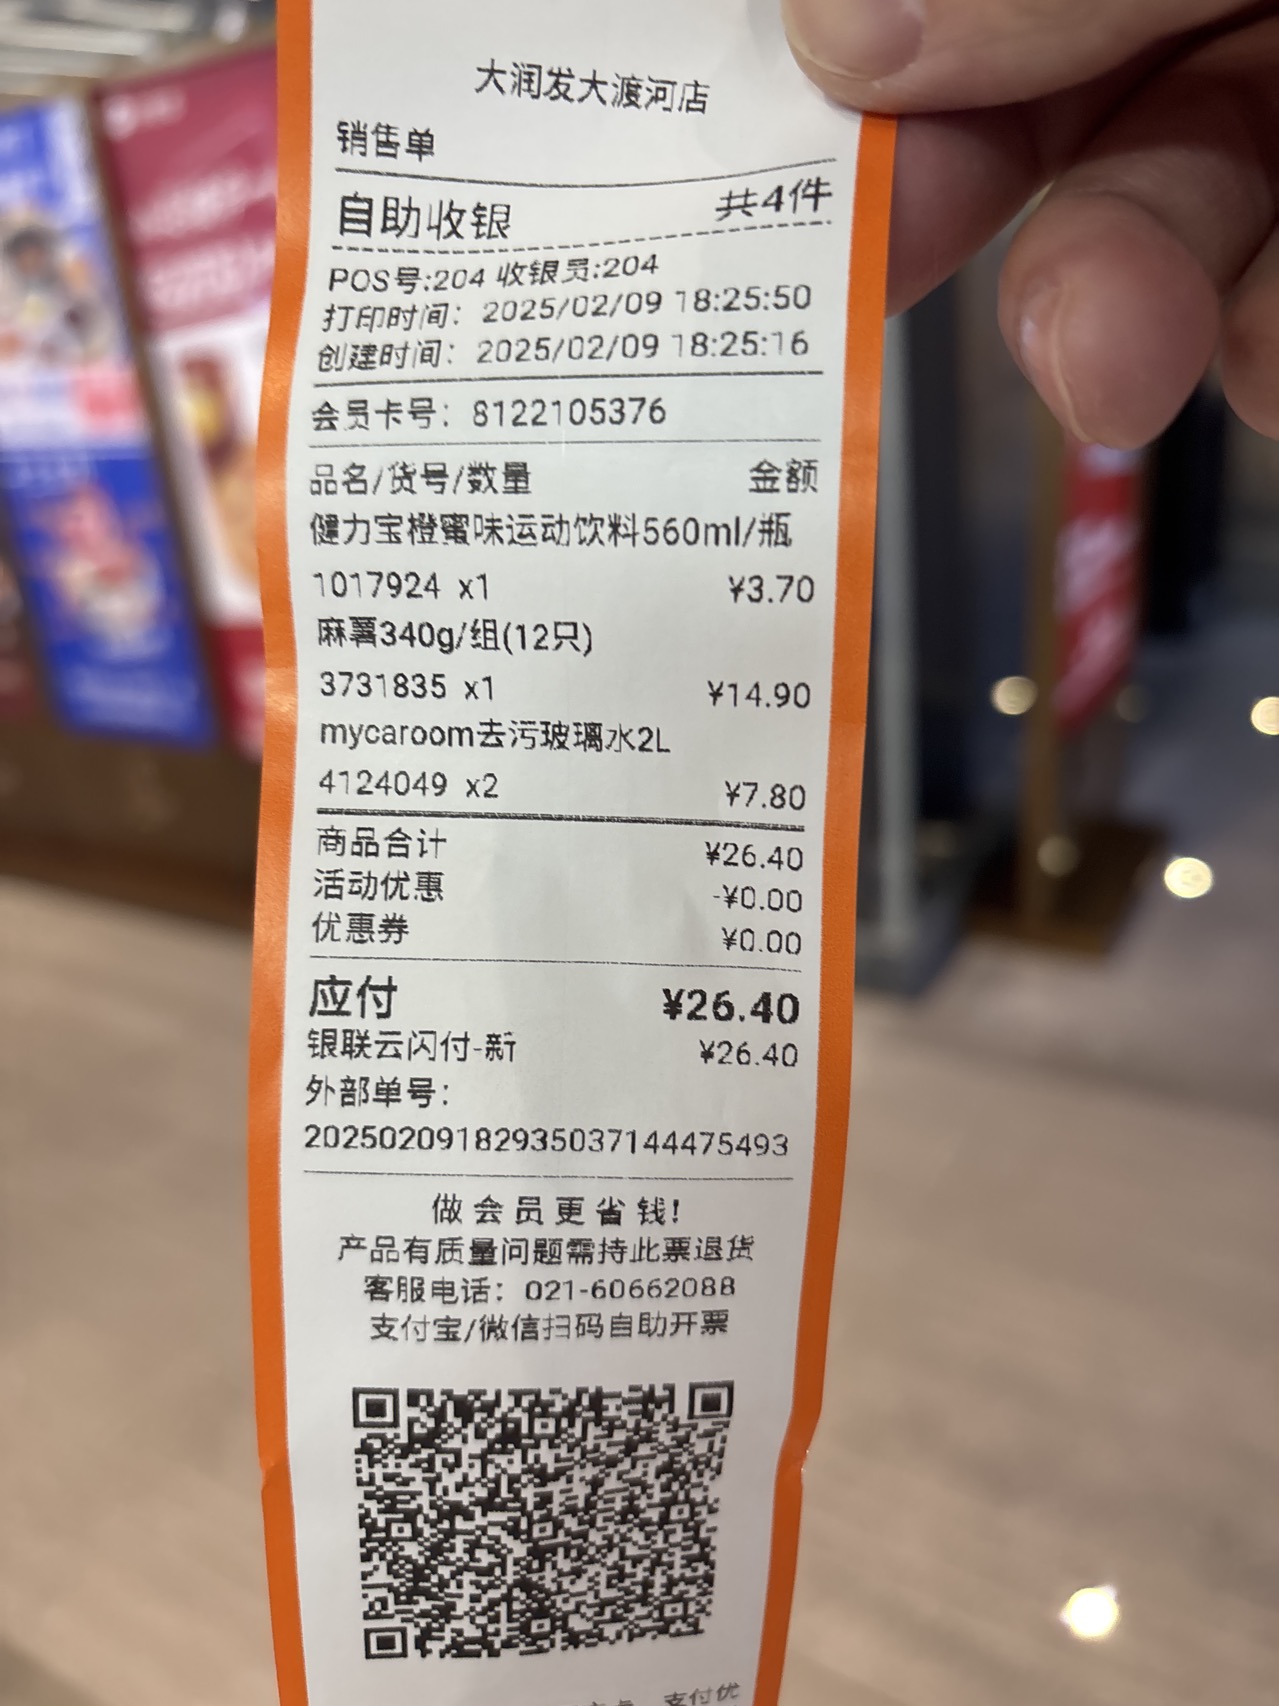 大润发大渡河店
销售单
自助收银 共4件
POS号:204 收银员:204
打印时间: 2025/02/09 18:25:50
创建时间: 2025/02/09 18:25:16
会员卡号: 8122105376
品名/货号/数量 金额
健力宝橙蜜味运动饮料560ml/瓶
1017924 x1 ¥3.70
麻薯340g/组(12只)
3731835 x1 ¥14.90
mycaroom去污玻璃水2L
4124049 x2 ¥7.80
商品合计 ¥26.40
活动优惠 -¥0.00
优惠券 ¥0.00
应付 ¥26.40
银联云闪付-新 ¥26.40
外部单号:
20250209182935037144475493
做会员更省钱!
产品有质量问题需持此票退货
客服电话: 021-60662088
支付宝/微信扫码自助开票
支付优